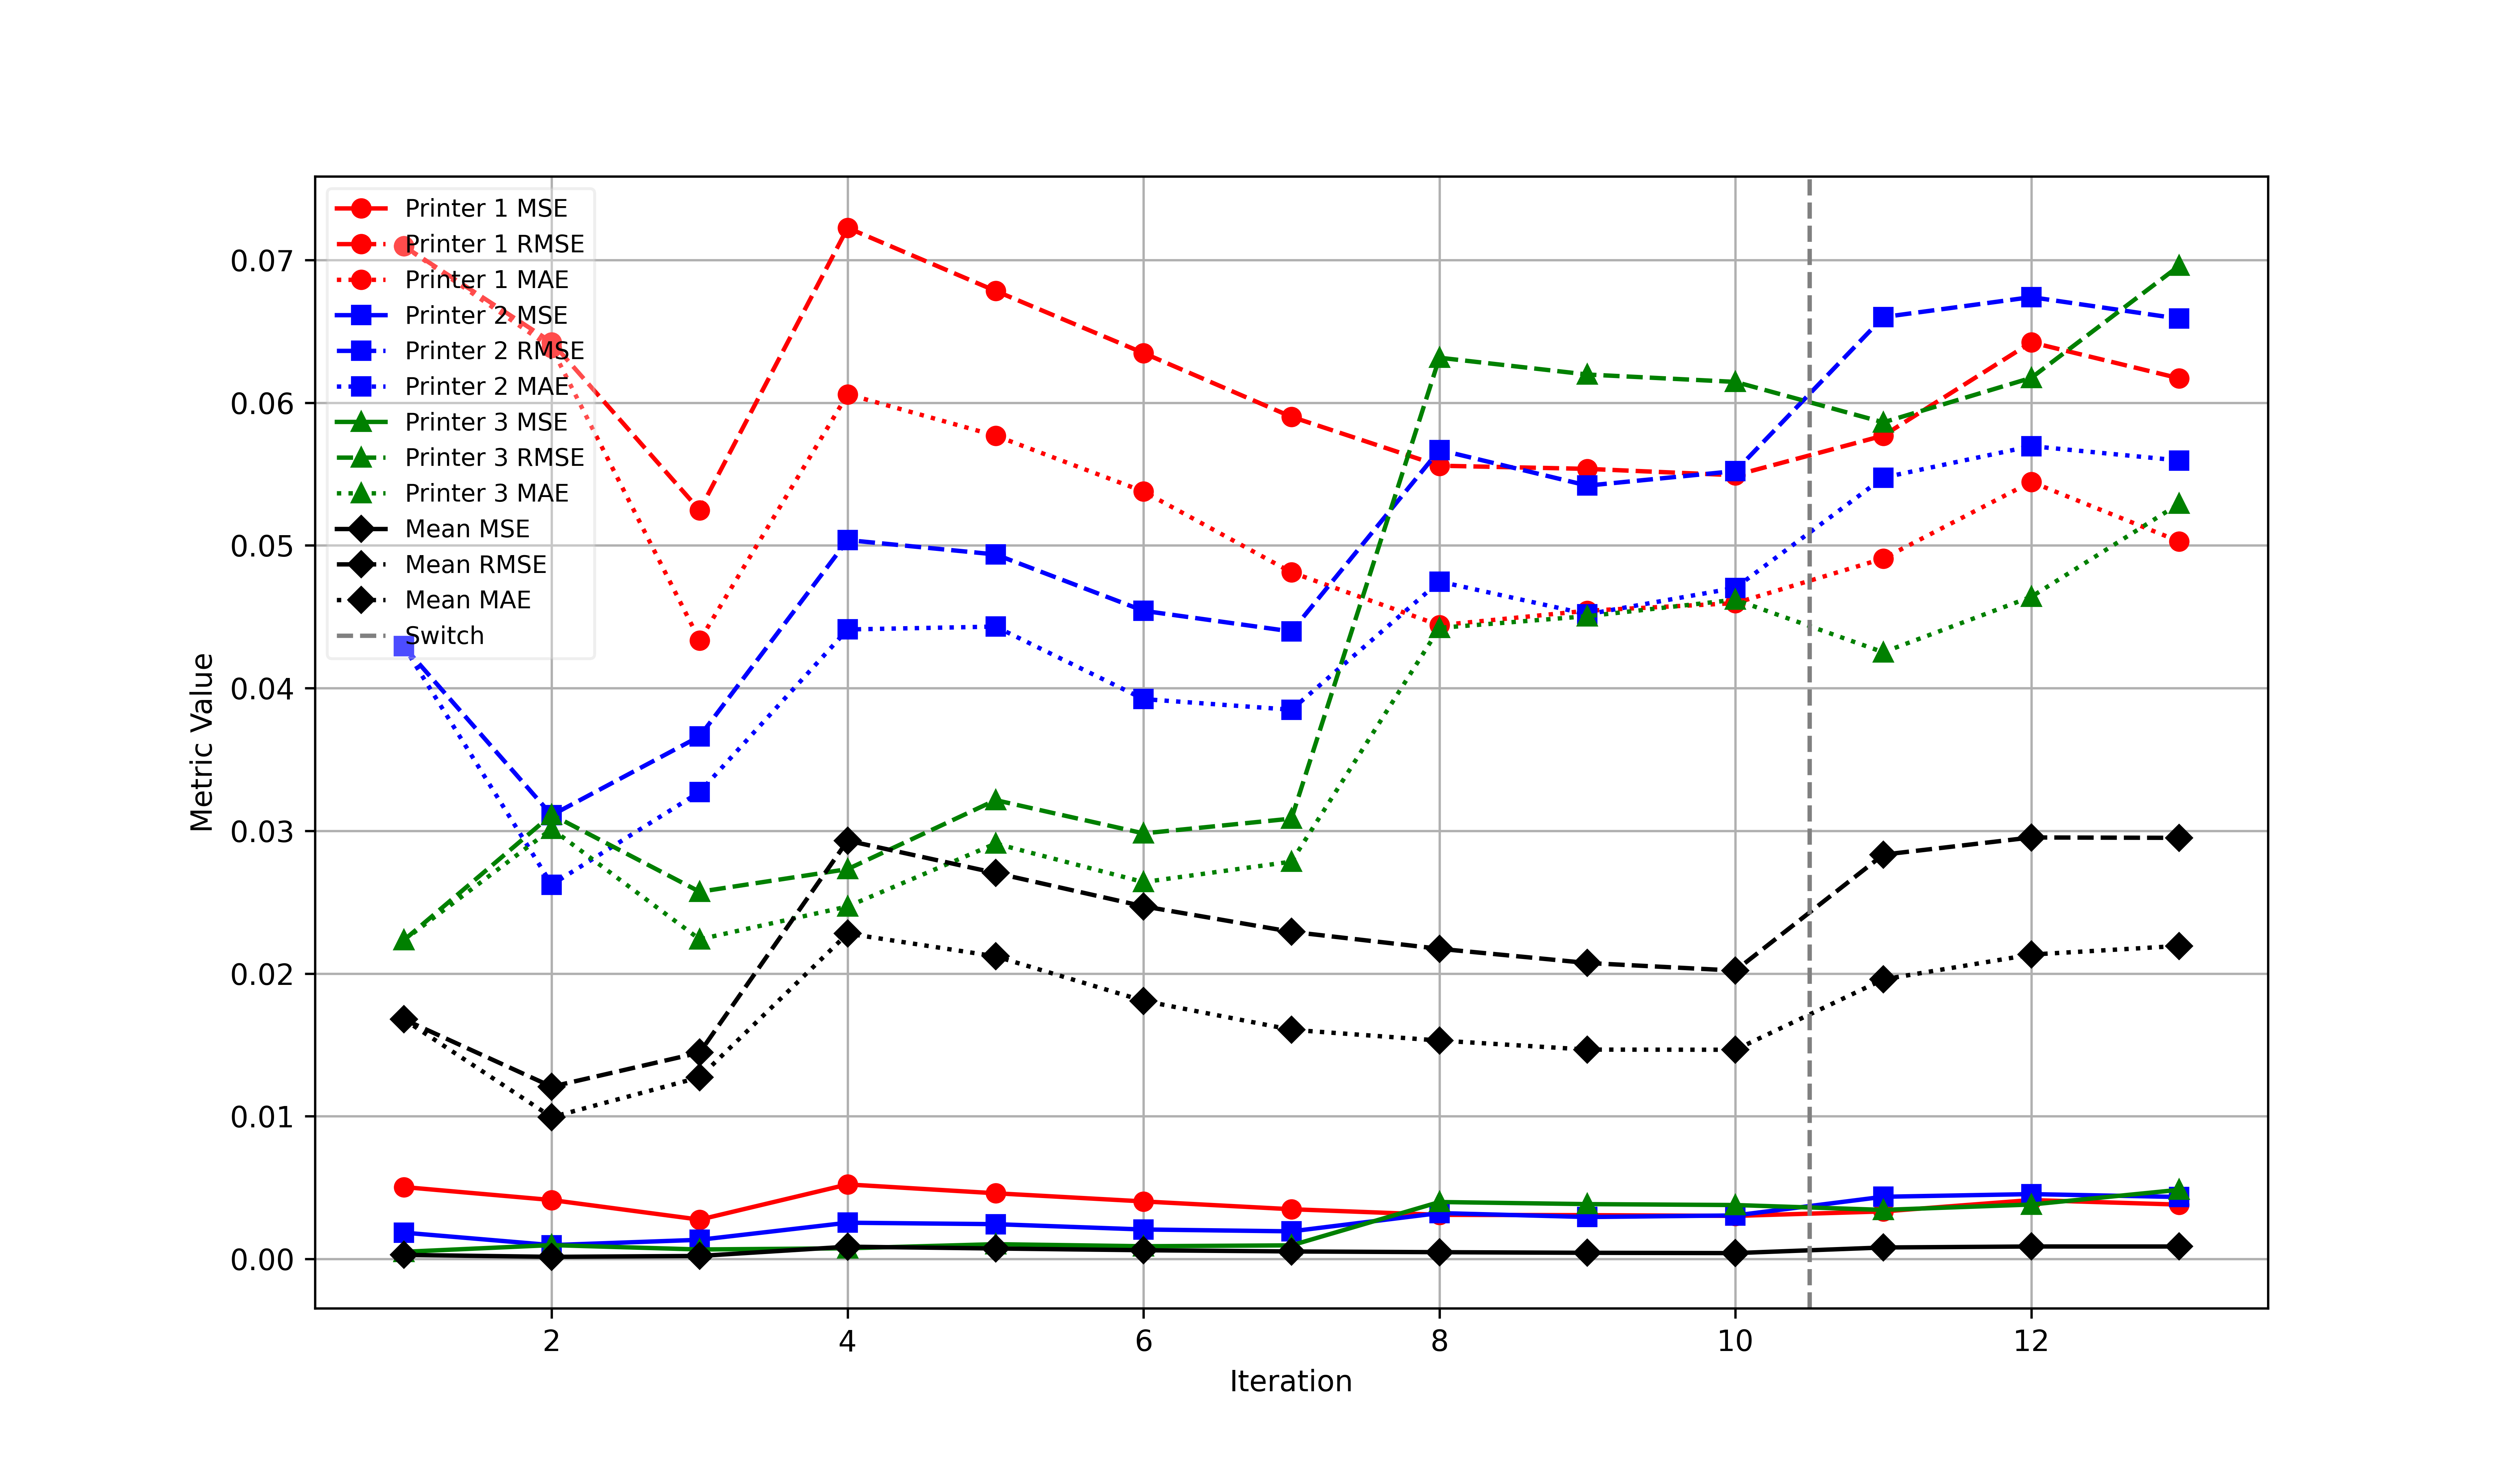 Printer 1 MSE
Printer 1 RMSE
Printer 1 MAE
Printer 2 MSE
Printer 2 RMSE
Printer 2 MAE
Printer 3 MSE
Printer 3 RMSE
Printer 3 MAE
Mean MSE
Mean RMSE
Mean MAE
Switch
Metric Value
0.07
0.06
0.05
0.04
0.03
0.02
0.01
0.00
2 4 6 8 10 12
Iteration